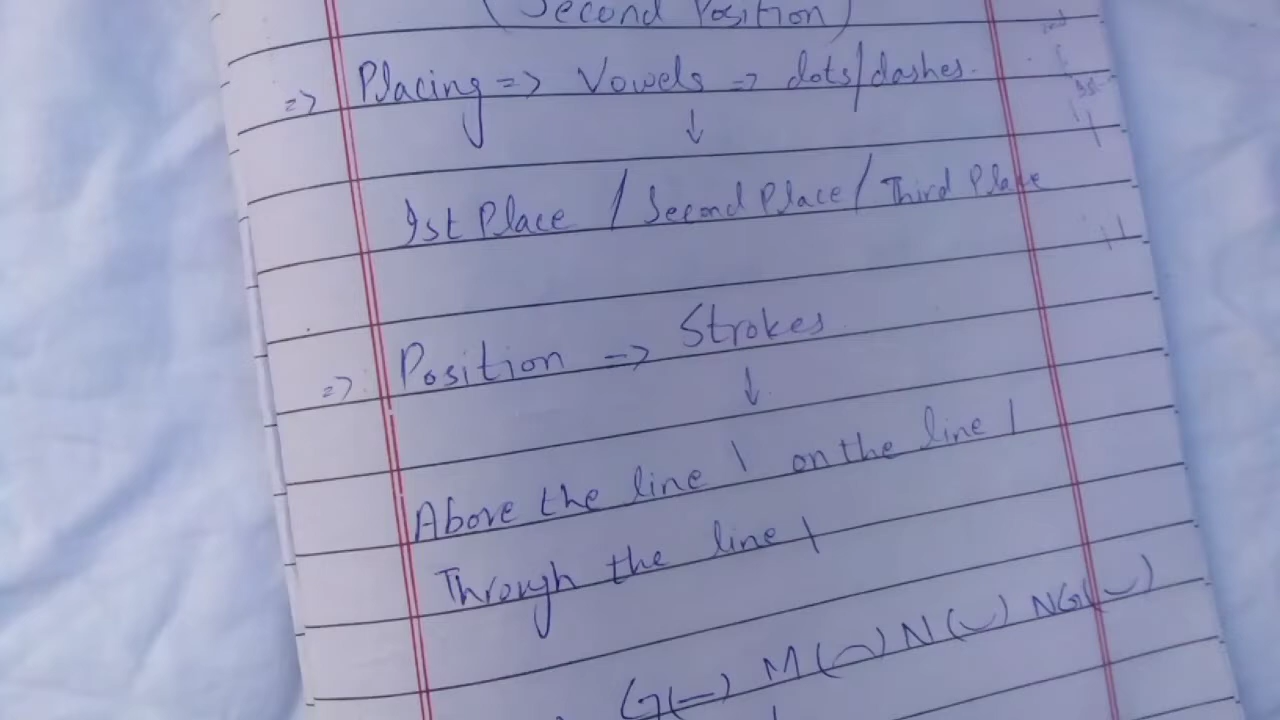 (Second Position)
=> Placing => Vowels => dots/dashes.
↓
1st Place / Second Place / Third Place
=> Position => Strokes
↓
Above the line \ on the line |
Through the line \
G(—) M(⌒) N(‿) NG(‿)